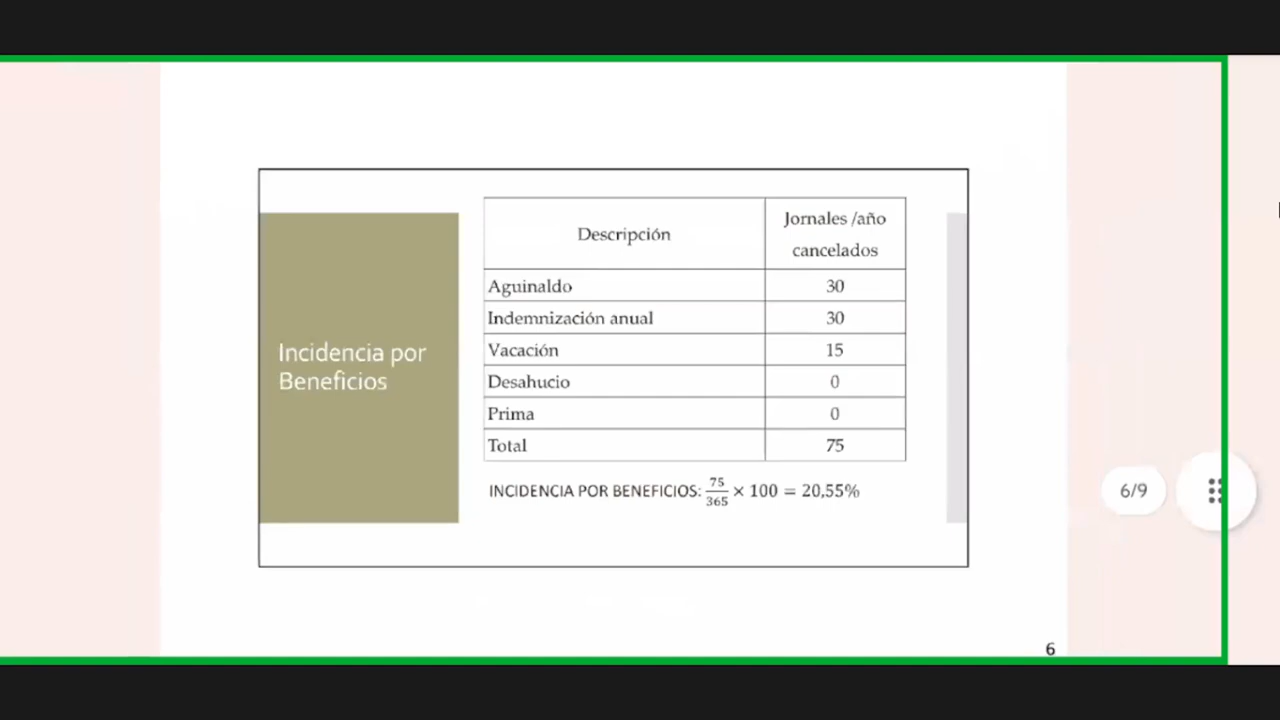 Incidencia por
Beneficios
Descripción Jornales /año
cancelados
Aguinaldo 30
Indemnización anual 30
Vacación 15
Desahucio 0
Prima 0
Total 75
INCIDENCIA POR BENEFICIOS: 75/365 × 100 = 20,55%
6/9
6